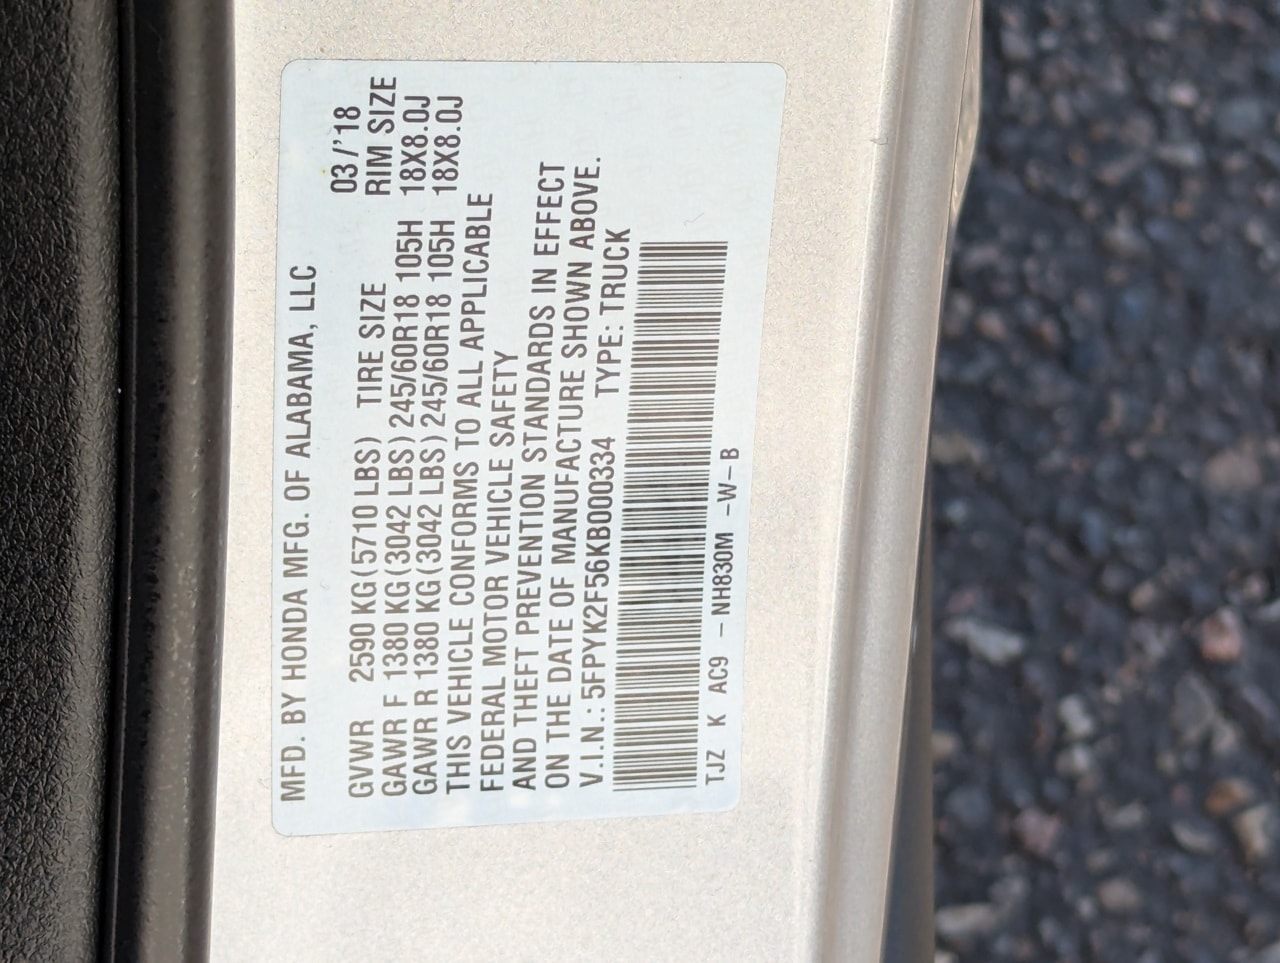 MFD. BY HONDA MFG. OF ALABAMA, LLC
03/'18
GVWR 2590 KG(5710 LBS) TIRE SIZE RIM SIZE
GAWR F 1380 KG(3042 LBS)245/60R18 105H 18X8.0J
GAWR R 1380 KG(3042 LBS)245/60R18 105H 18X8.0J
THIS VEHICLE CONFORMS TO ALL APPLICABLE
FEDERAL MOTOR VEHICLE SAFETY
AND THEFT PREVENTION STANDARDS IN EFFECT
ON THE DATE OF MANUFACTURE SHOWN ABOVE.
V.I.N.: 5FPYK2F56KB000334 TYPE: TRUCK
TJZ K AC9 - NH830M -W-B